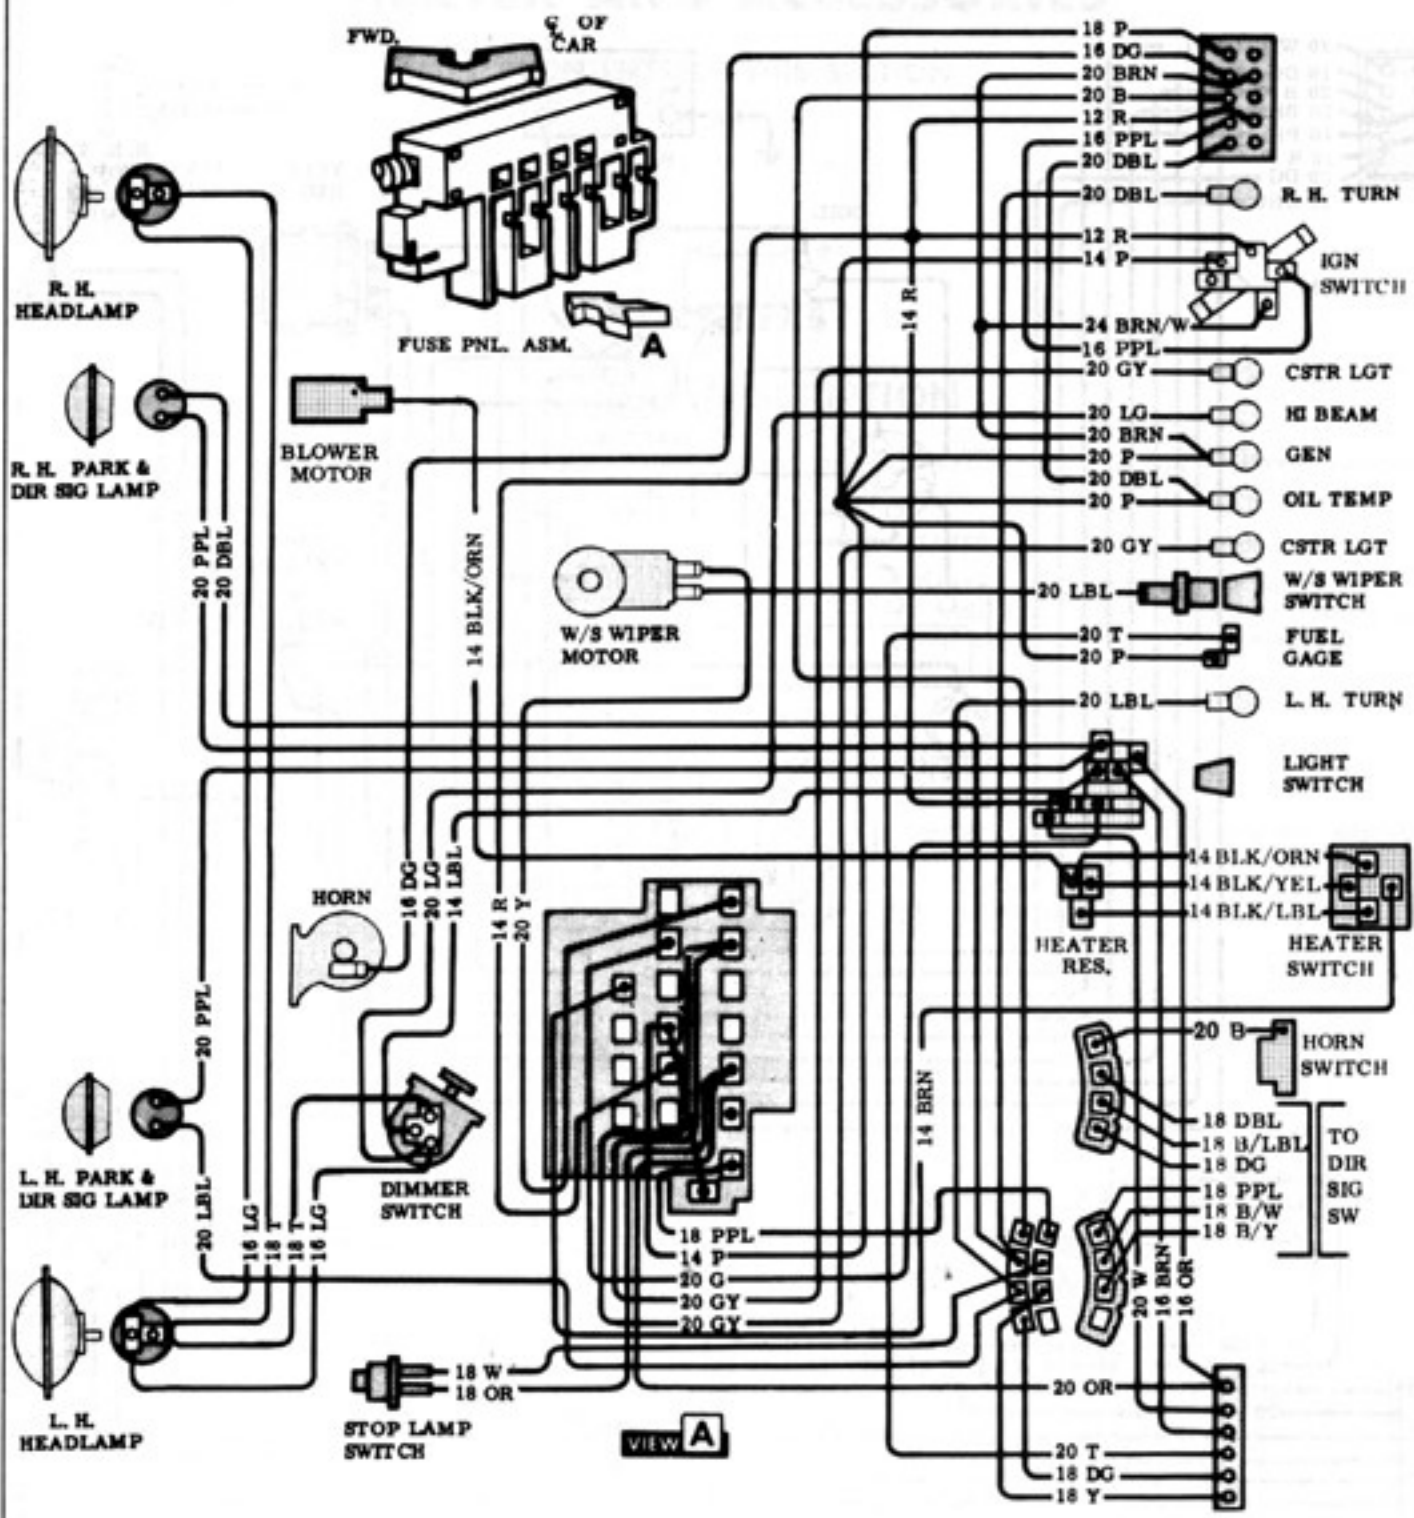 FWD.
℄ OF
CAR
FUSE PNL. ASM.
A
R. H.
HEADLAMP
R. H. PARK &
DIR SIG LAMP
BLOWER
MOTOR
W/S WIPER
MOTOR
HORN
DIMMER
SWITCH
L. H. PARK &
DIR SIG LAMP
L. H.
HEADLAMP
STOP LAMP
SWITCH
VIEW A
20 PPL
20 DBL
14 BLK/ORN
16 DG
20 LG
14 LBL
14 R
20 Y
20 PPL
20 LBL
16 LG
18 T
18 T
16 LG
18 W
18 OR
18 PPL
14 P
20 G
20 GY
20 GY
14 R
14 BRN
18 P
16 DG
20 BRN
20 B
12 R
16 PPL
20 DBL
20 DBL
R. H. TURN
12 R
14 P
IGN
SWITCH
24 BRN/W
16 PPL
20 GY
CSTR LGT
20 LG
HI BEAM
20 BRN
20 P
GEN
20 DBL
20 P
OIL TEMP
20 GY
CSTR LGT
20 LBL
W/S WIPER
SWITCH
20 T
20 P
FUEL
GAGE
20 LBL
L. H. TURN
LIGHT
SWITCH
14 BLK/ORN
14 BLK/YEL
14 BLK/LBL
HEATER
RES.
HEATER
SWITCH
20 B
HORN
SWITCH
18 DBL
18 B/LBL
18 DG
18 PPL
18 B/W
18 B/Y
TO
DIR
SIG
SW
20 W
16 BRN
16 OR
20 OR
20 T
18 DG
18 Y